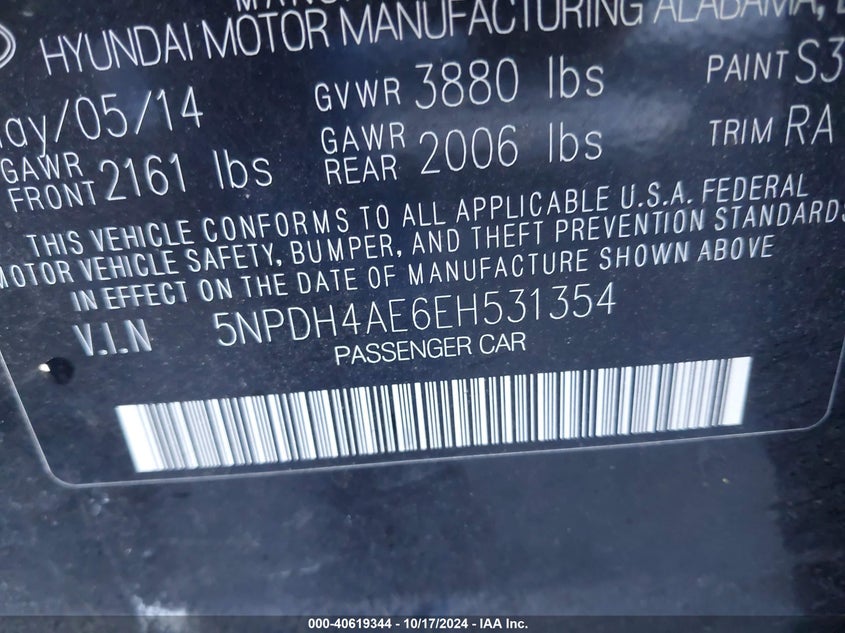 HYUNDAI MOTOR MANUFACTURING ALABAMA,
May/05/14 GVWR 3880 lbs PAINT S3
GAWR FRONT 2161 lbs GAWR REAR 2006 lbs TRIM RA
THIS VEHICLE CONFORMS TO ALL APPLICABLE U.S.A. FEDERAL
MOTOR VEHICLE SAFETY, BUMPER, AND THEFT PREVENTION STANDARDS
IN EFFECT ON THE DATE OF MANUFACTURE SHOWN ABOVE
V.I.N 5NPDH4AE6EH531354
PASSENGER CAR
000-40619344 - 10/17/2024 - IAA Inc.